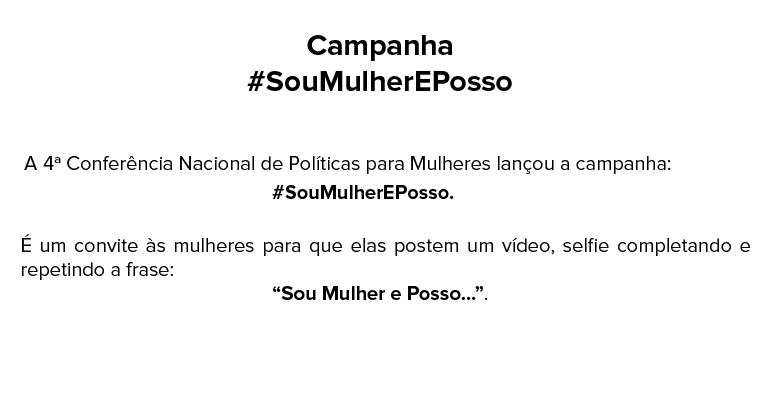 Campanha
#SouMulherEPosso
A 4ª Conferência Nacional de Políticas para Mulheres lançou a campanha:
#SouMulherEPosso.
É um convite às mulheres para que elas postem um vídeo, selfie completando e
repetindo a frase:
“Sou Mulher e Posso...”.